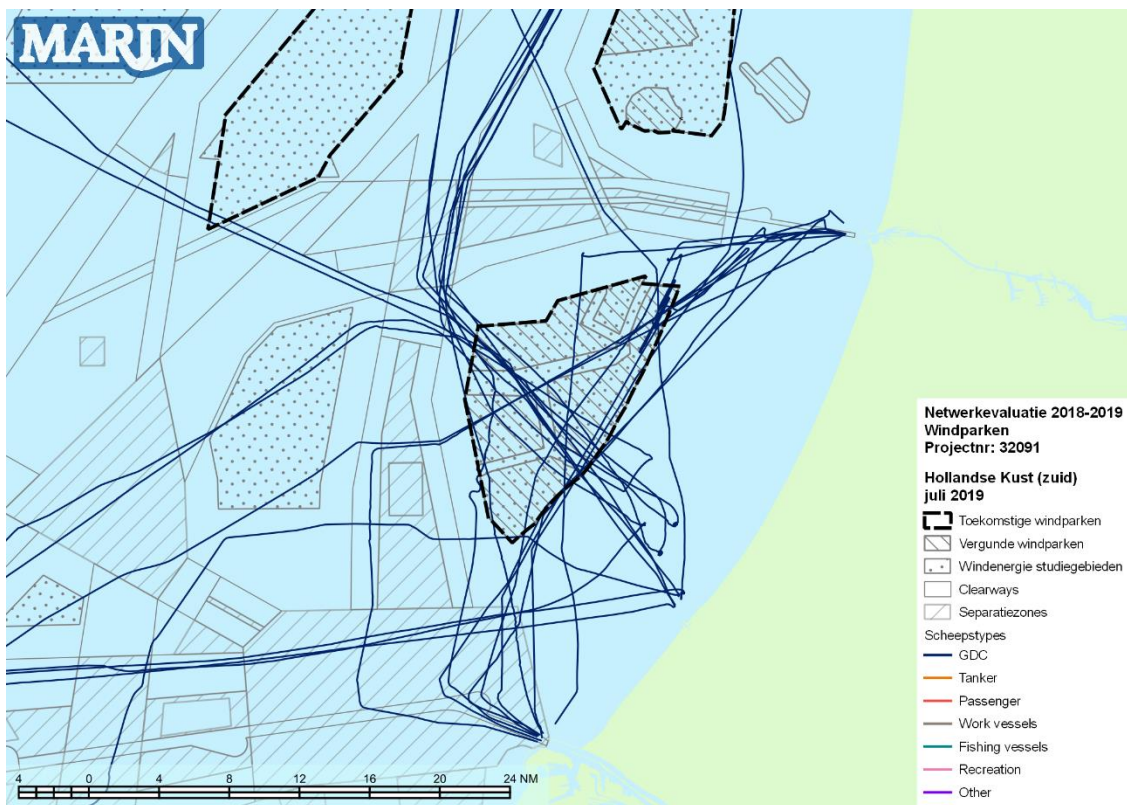 MARIN
Netwerkevaluatie 2018-2019
Windparken
Projectnr: 32091
Hollandse Kust (zuid)
juli 2019
Toekomstige windparken
Vergunde windparken
Windenergie studiegebieden
Clearways
Separatiezones
Scheepstypes
GDC
Tanker
Passenger
Work vessels
Fishing vessels
Recreation
Other
4 0 4 8 12 16 20 24 NM